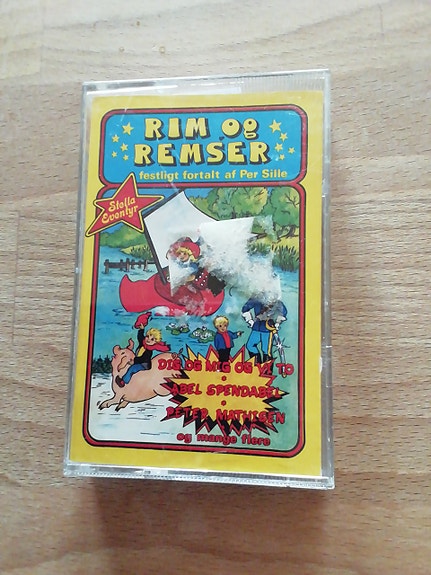 RIM og
REMSER
festligt fortalt af Per Sille
Stella
Eventyr
DIG OG MIG OG VI TO
•
ABEL SPENDABEL
•
PETER MATHISEN
og mange flere